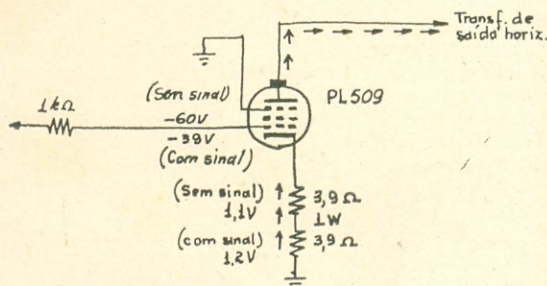 Transf. de
saída horiz.
PL509
(Sem sinal)
1kΩ
-60V
-38V
(Com sinal)
(Sem sinal)
1,1V
3,9Ω
1W
(com sinal)
1,2V
3,9Ω